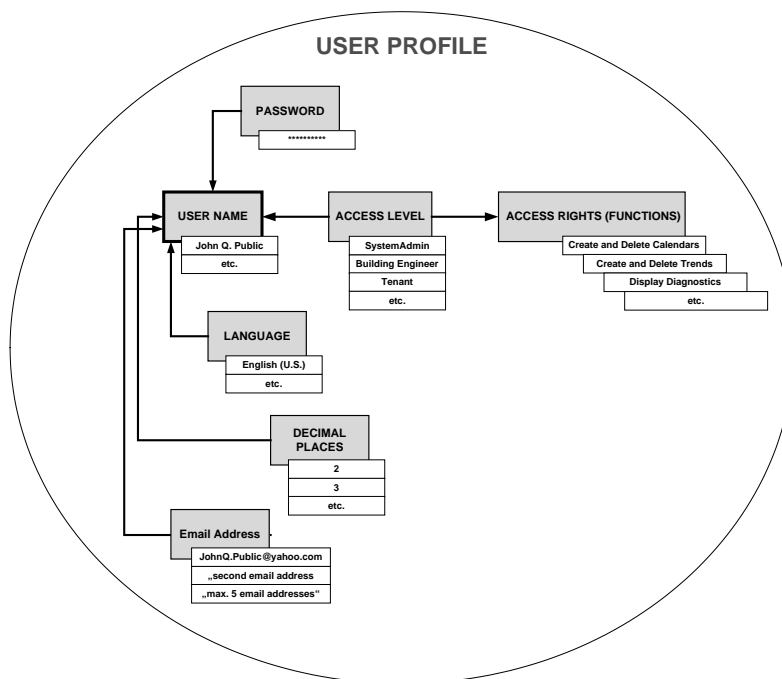 USER PROFILE
PASSWORD
**********
USER NAME
John Q. Public
etc.
ACCESS LEVEL
SystemAdmin
Building Engineer
Tenant
etc.
ACCESS RIGHTS (FUNCTIONS)
Create and Delete Calendars
Create and Delete Trends
Display Diagnostics
etc.
LANGUAGE
English (U.S.)
etc.
DECIMAL
PLACES
2
3
etc.
Email Address
JohnQ.Public@yahoo.com
„second email address
„max. 5 email addresses“